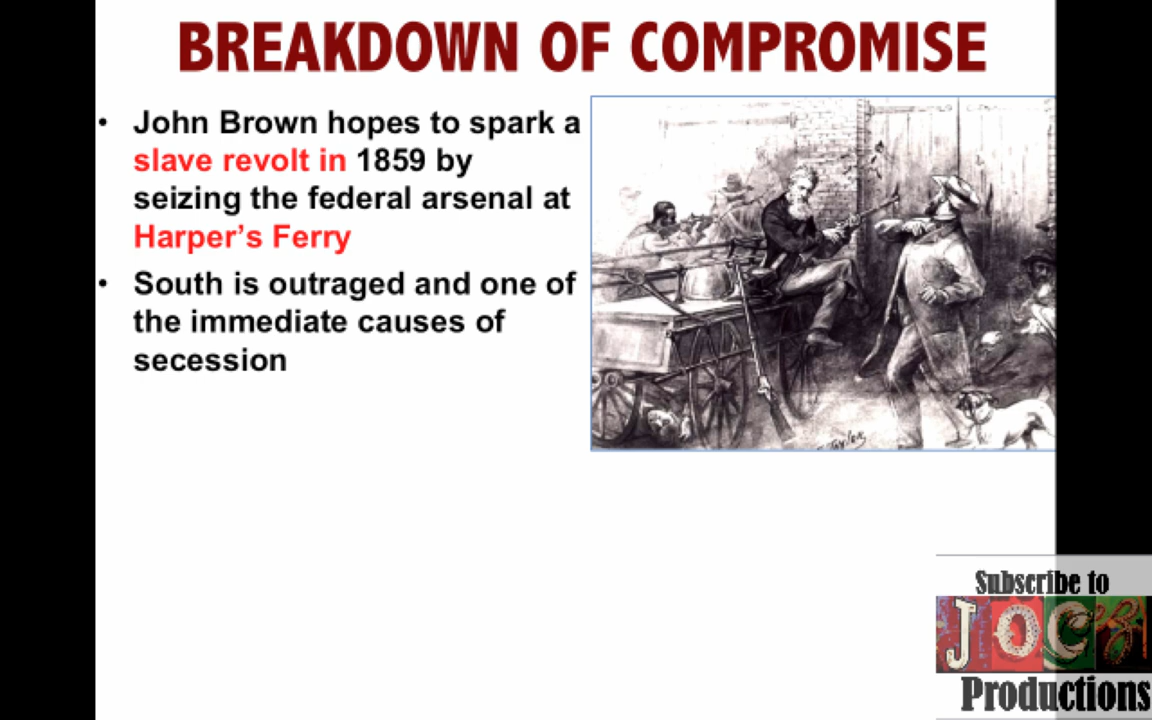 BREAKDOWN OF COMPROMISE
• John Brown hopes to spark a
slave revolt in 1859 by
seizing the federal arsenal at
Harper's Ferry
• South is outraged and one of
the immediate causes of
secession
Subscribe to
JOCZ
Productions